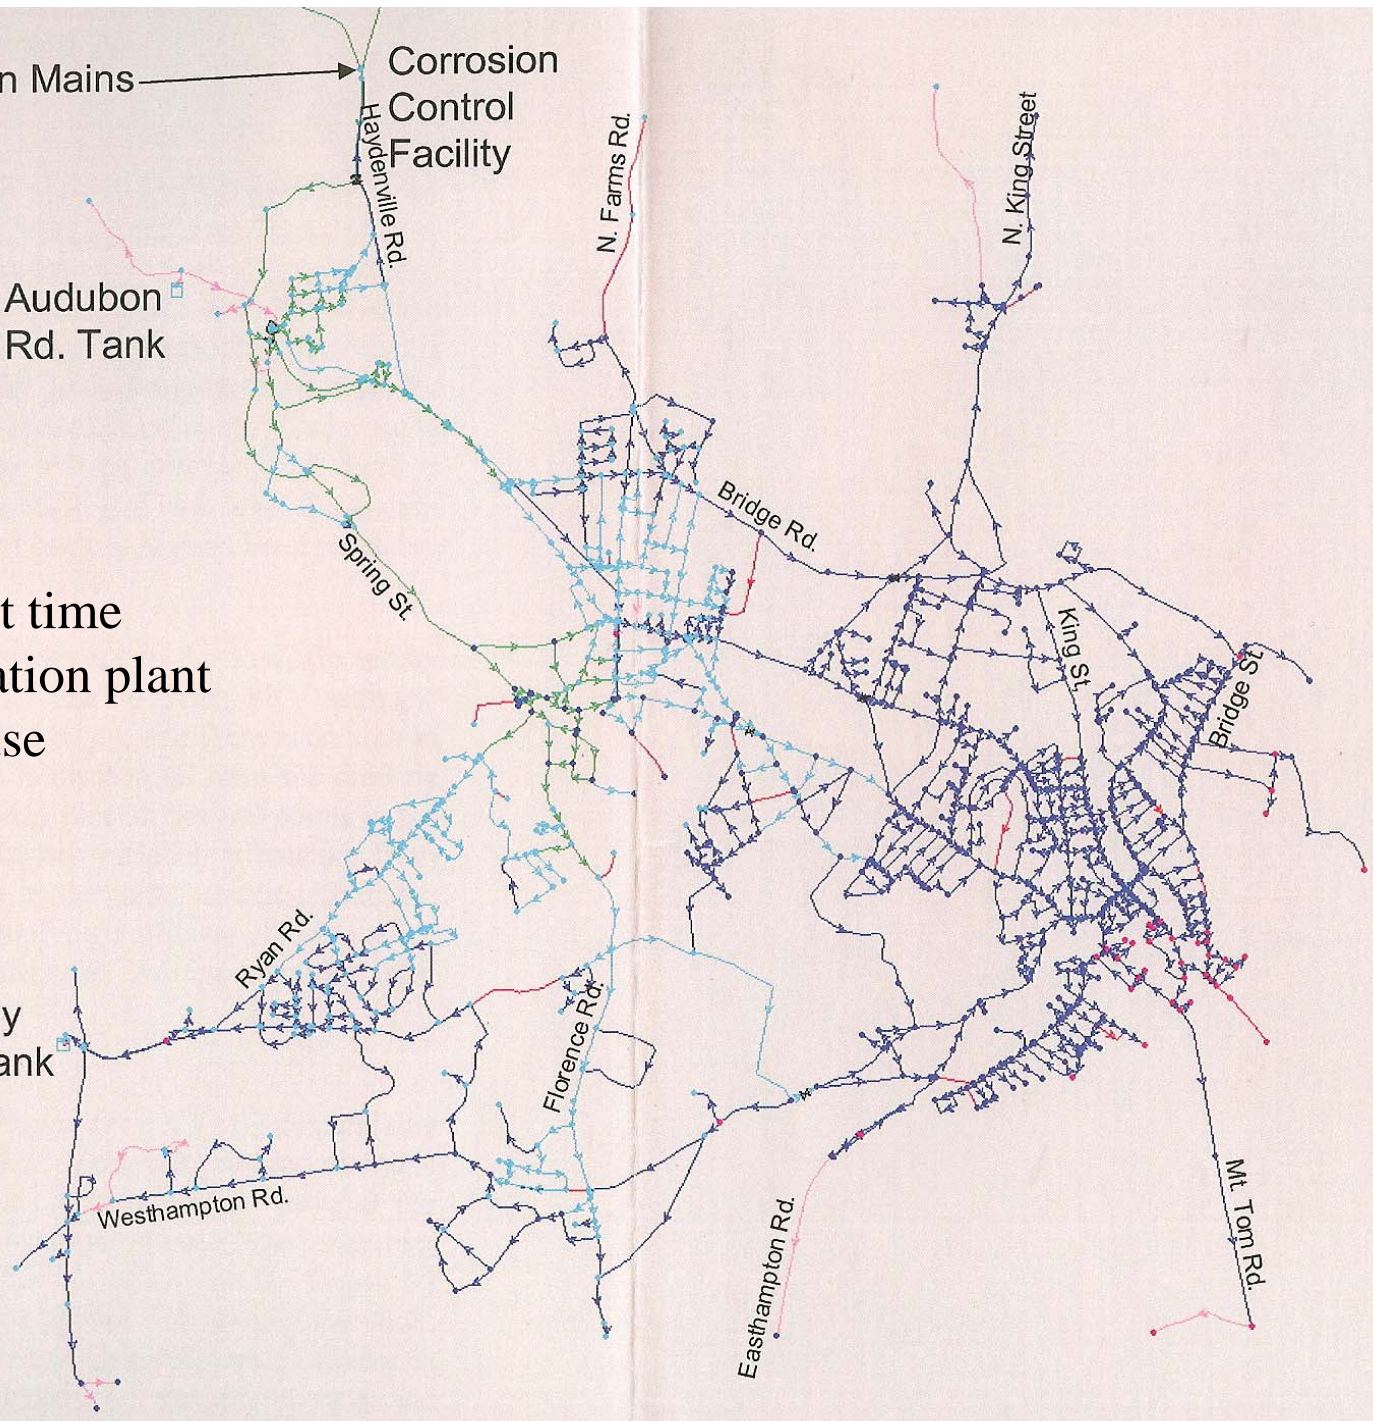 n Mains
Corrosion
Control
Facility
Haydenville Rd.
N. Farms Rd.
N. King Street
Audubon
Rd. Tank
Bridge Rd.
Spring St.
t time
ation plant
se
King St.
Bridge St.
Ryan Rd.
y
ank
Florence Rd.
Westhampton Rd.
Easthampton Rd.
Mt. Tom Rd.